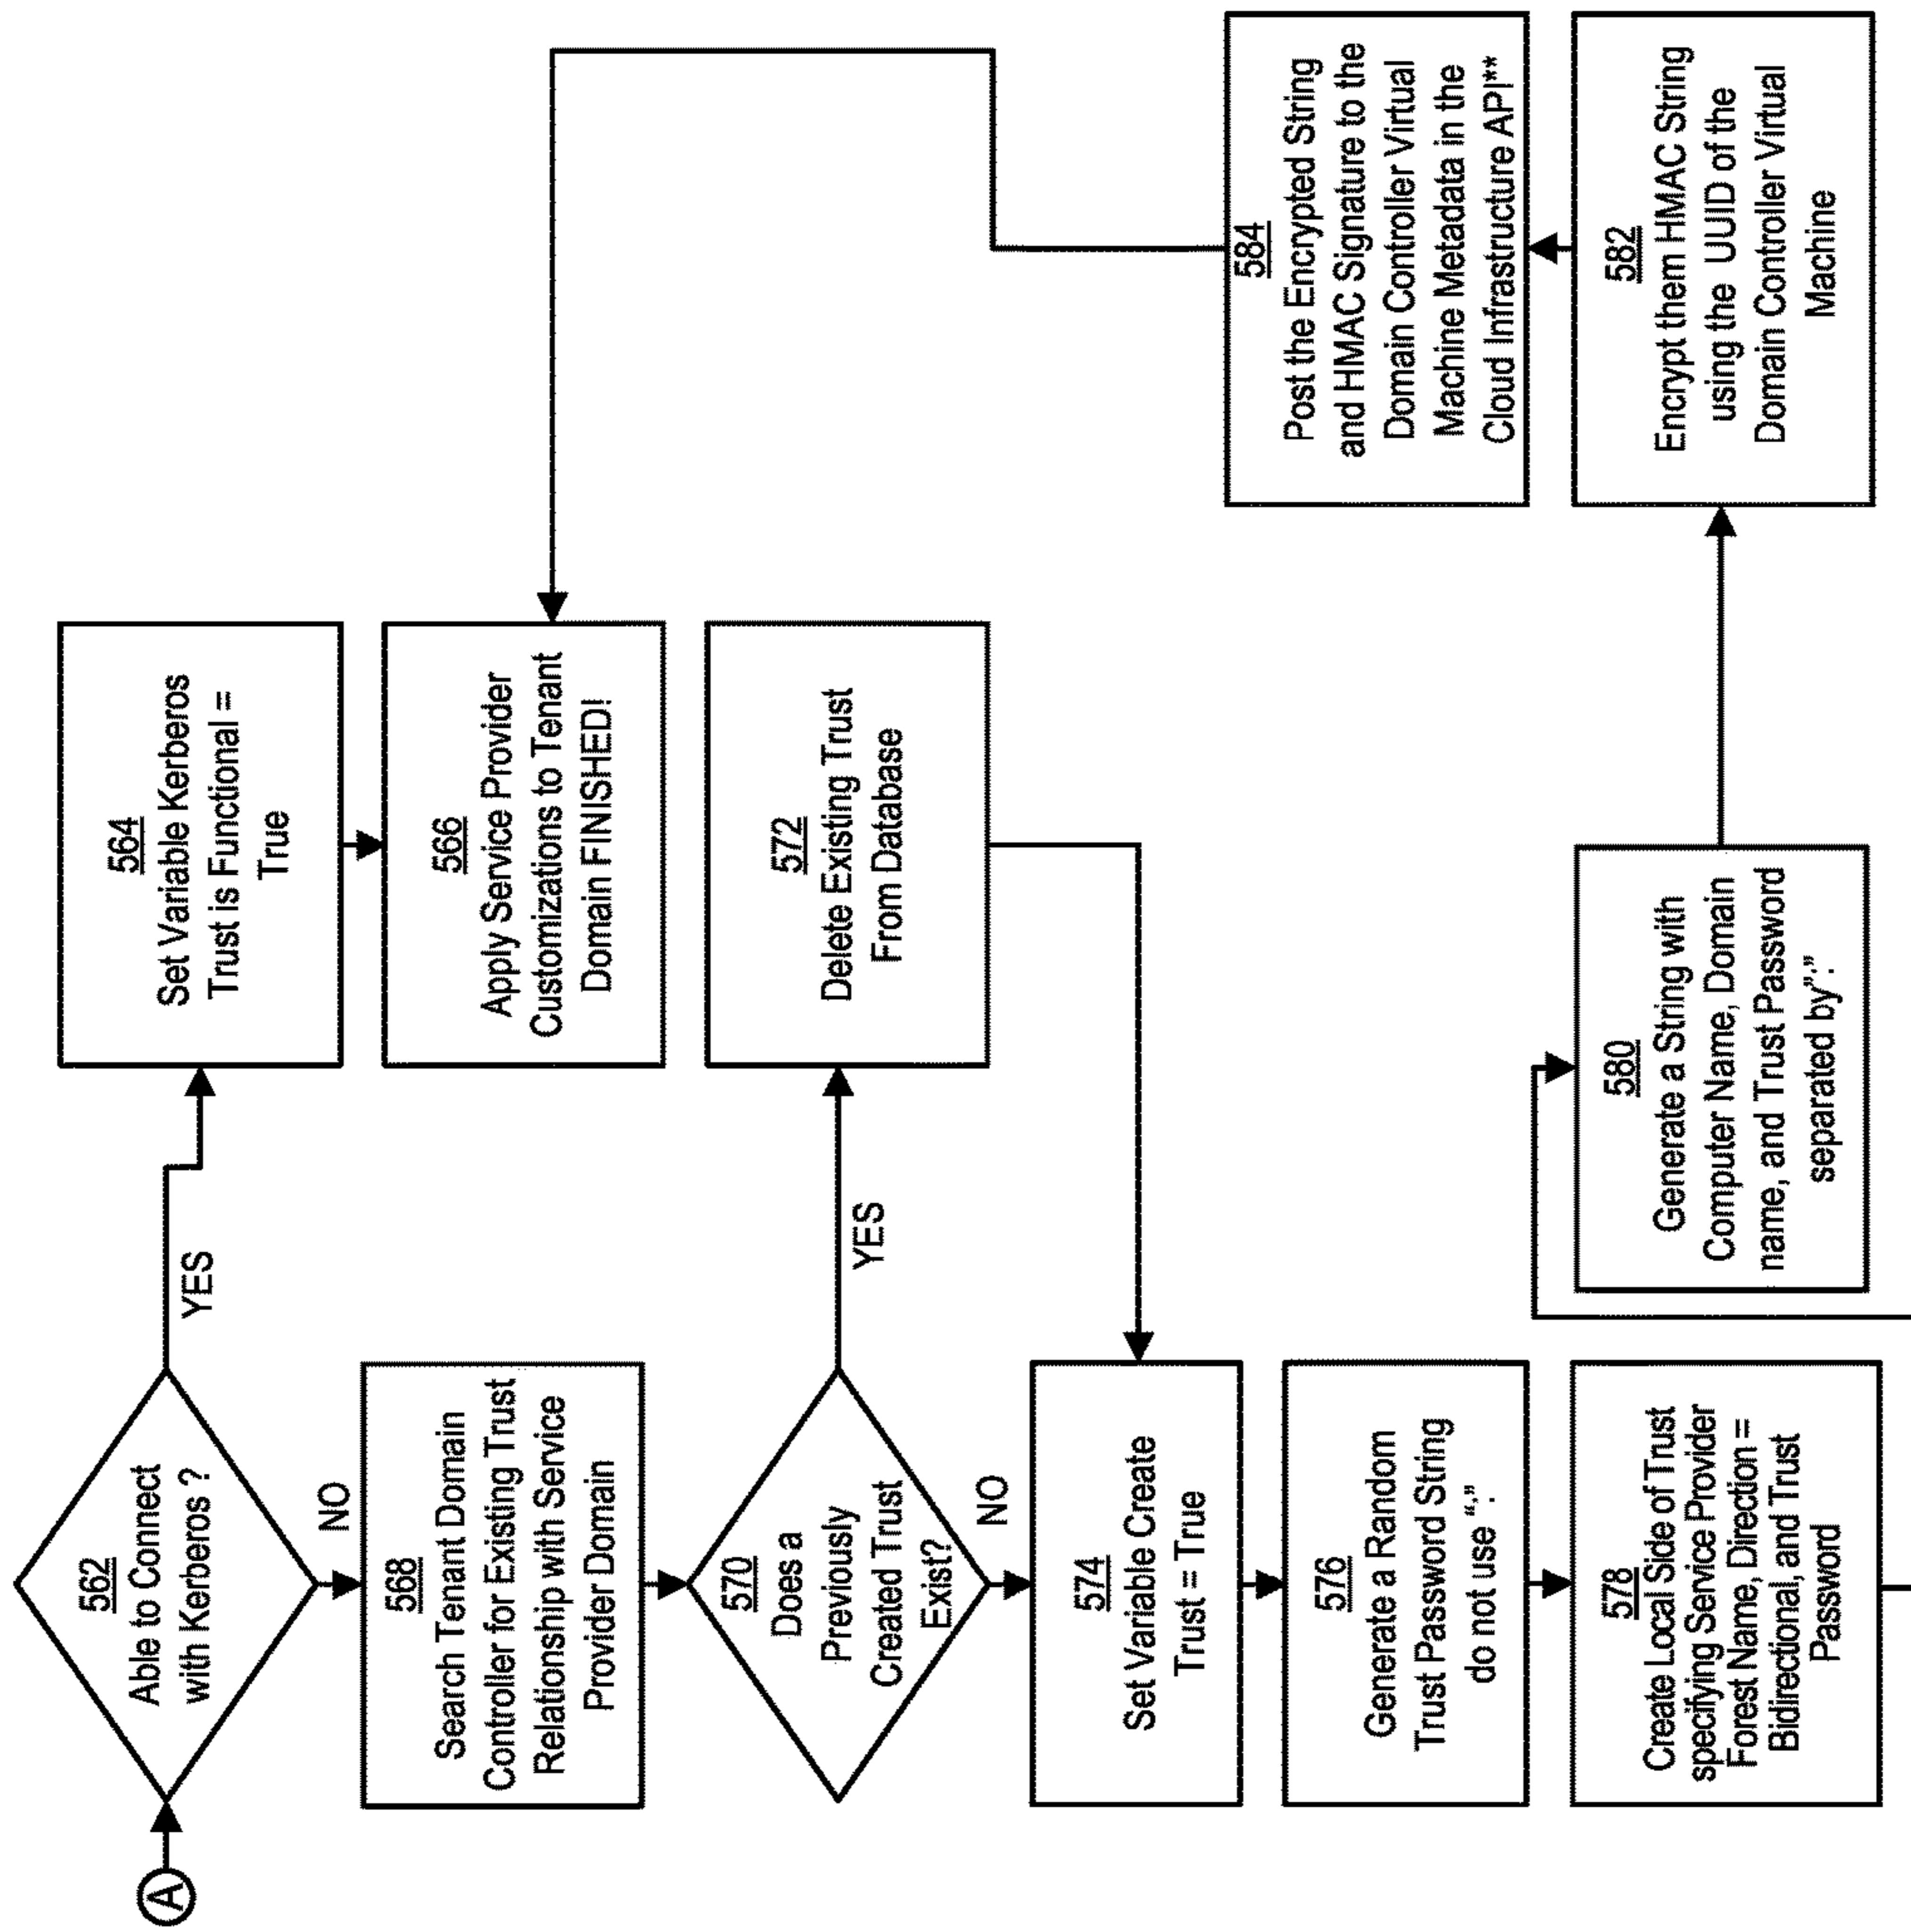 A
562
Able to Connect
with Kerberos ?
YES
NO
564
Set Variable Kerberos
Trust is Functional =
True
566
Apply Service Provider
Customizations to Tenant
Domain FINISHED!
568
Search Tenant Domain
Controller for Existing Trust
Relationship with Service
Provider Domain
570
Does a
Previously
Created Trust
Exist?
YES
NO
572
Delete Existing Trust
From Database
574
Set Variable Create
Trust = True
576
Generate a Random
Trust Password String
do not use “:”
578
Create Local Side of Trust
specifying Service Provider
Forest Name, Direction =
Bidirectional, and Trust
Password
580
Generate a String with
Computer Name, Domain
name, and Trust Password
separated by”:”
582
Encrypt them HMAC String
using the UUID of the
Domain Controller Virtual
Machine
584
Post the Encrypted String
and HMAC Signature to the
Domain Controller Virtual
Machine Metadata in the
Cloud Infrastructure API**